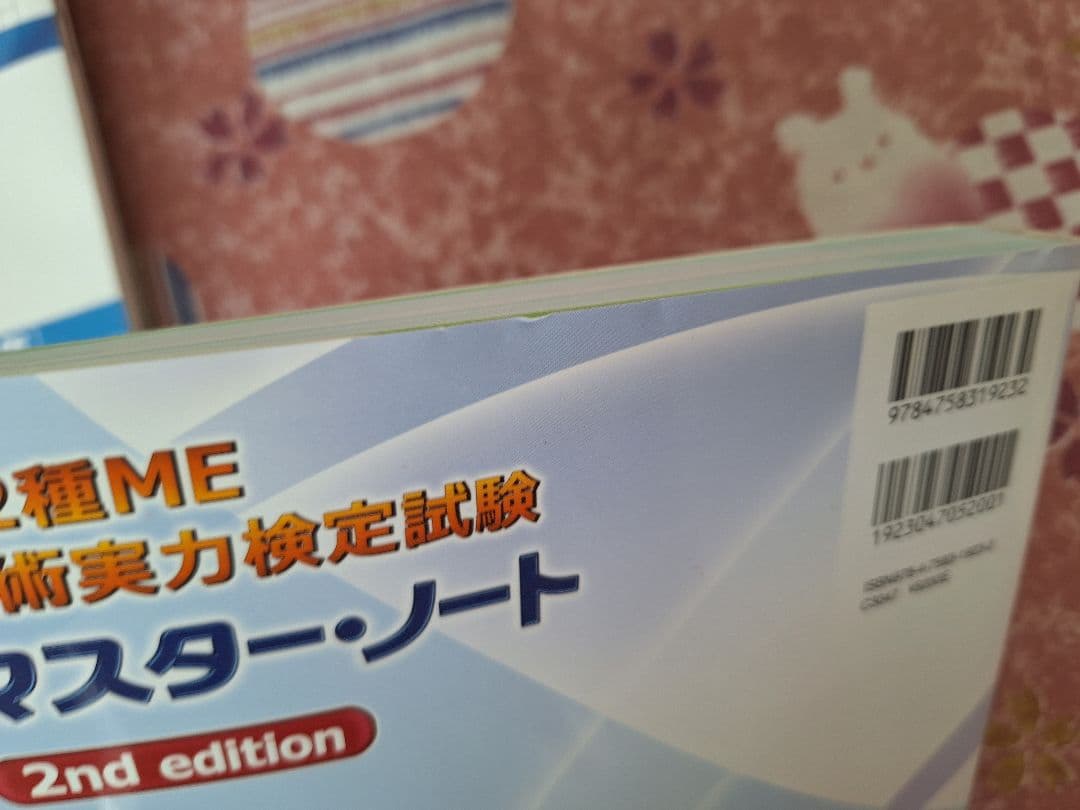 2種ME
術実力検定試験
マスター・ノート
2nd edition
9784758319232
1923047052001